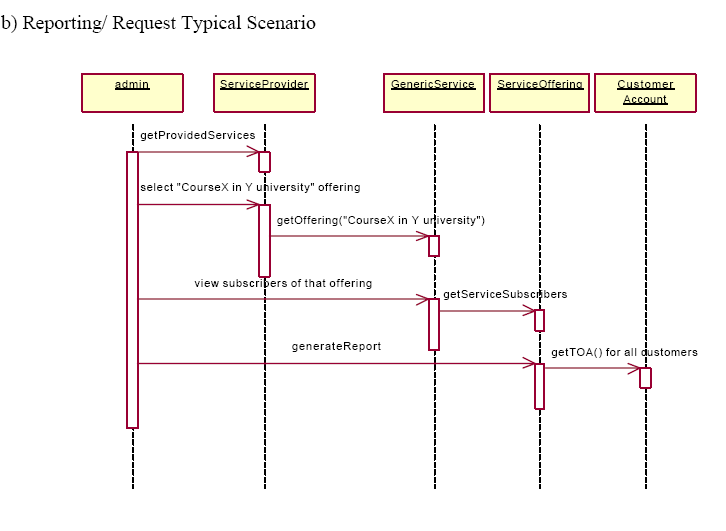 b) Reporting/ Request Typical Scenario
admin
ServiceProvider
GenericService
ServiceOffering
Customer
Account
getProvidedServices
select "CourseX in Y university" offering
getOffering("CourseX in Y university")
view subscribers of that offering
getServiceSubscribers
generateReport
getTOA() for all customers